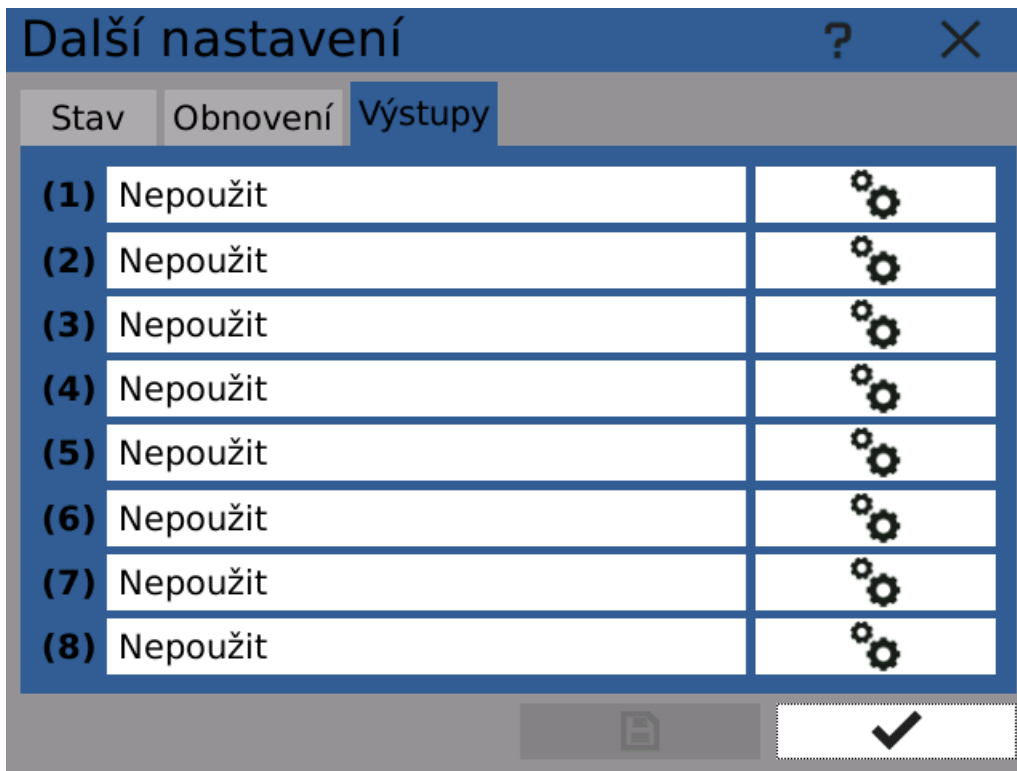 Další nastavení ?
Stav Obnovení Výstupy
(1) Nepoužit
(2) Nepoužit
(3) Nepoužit
(4) Nepoužit
(5) Nepoužit
(6) Nepoužit
(7) Nepoužit
(8) Nepoužit